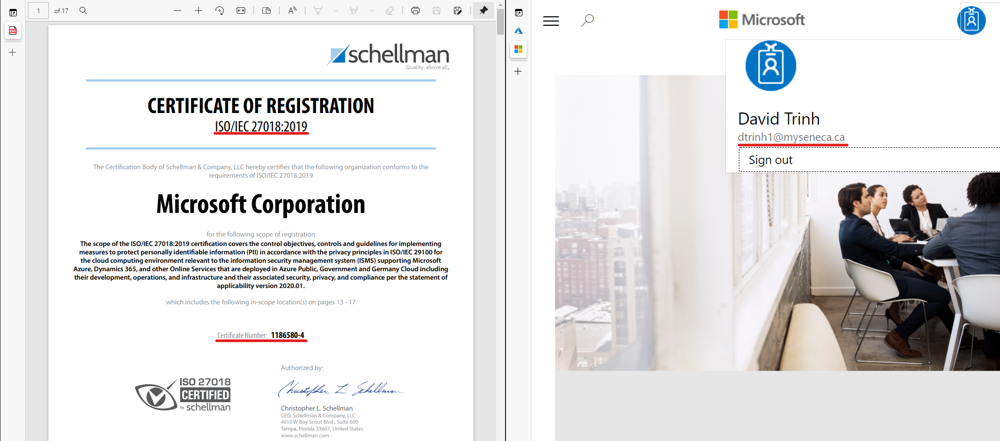 1 of 17
schellman
Quality, above all.
CERTIFICATE OF REGISTRATION
ISO/IEC 27018:2019
The Certification Body of Schellman & Company, LLC hereby certifies that the following organization conforms to the
requirements of ISO/IEC 27018:2019
Microsoft Corporation
for the following scope of registration
The scope of the ISO/IEC 27018:2019 certification covers the control objectives, controls and guidelines for implementing
measures to protect personally identifiable information (PII) in accordance with the privacy principles in ISO/IEC 29100 for
the cloud computing environment relevant to the information security management system (ISMS) supporting Microsoft
Azure, Dynamics 365, and other Online Services that are deployed in Azure Public, Government and Germany Cloud including
their development, operations, and infrastructure and their associated security, privacy, and compliance per the statement of
applicability version 2020.01.
which includes the following in-scope location(s) on pages 13 - 17
Certificate Number: 1186580-4
ISO 27018
CERTIFIED
by schellman
Authorized by:
Christopher L Schellman
Christopher L. Schellman
CEO, Schellman & Company, LLC
4010 W Boy Scout Blvd., Suite 600
Tampa, Florida 33607, United States
www.schellman.com
Microsoft
David Trinh
dtrinh1@myseneca.ca
Sign out